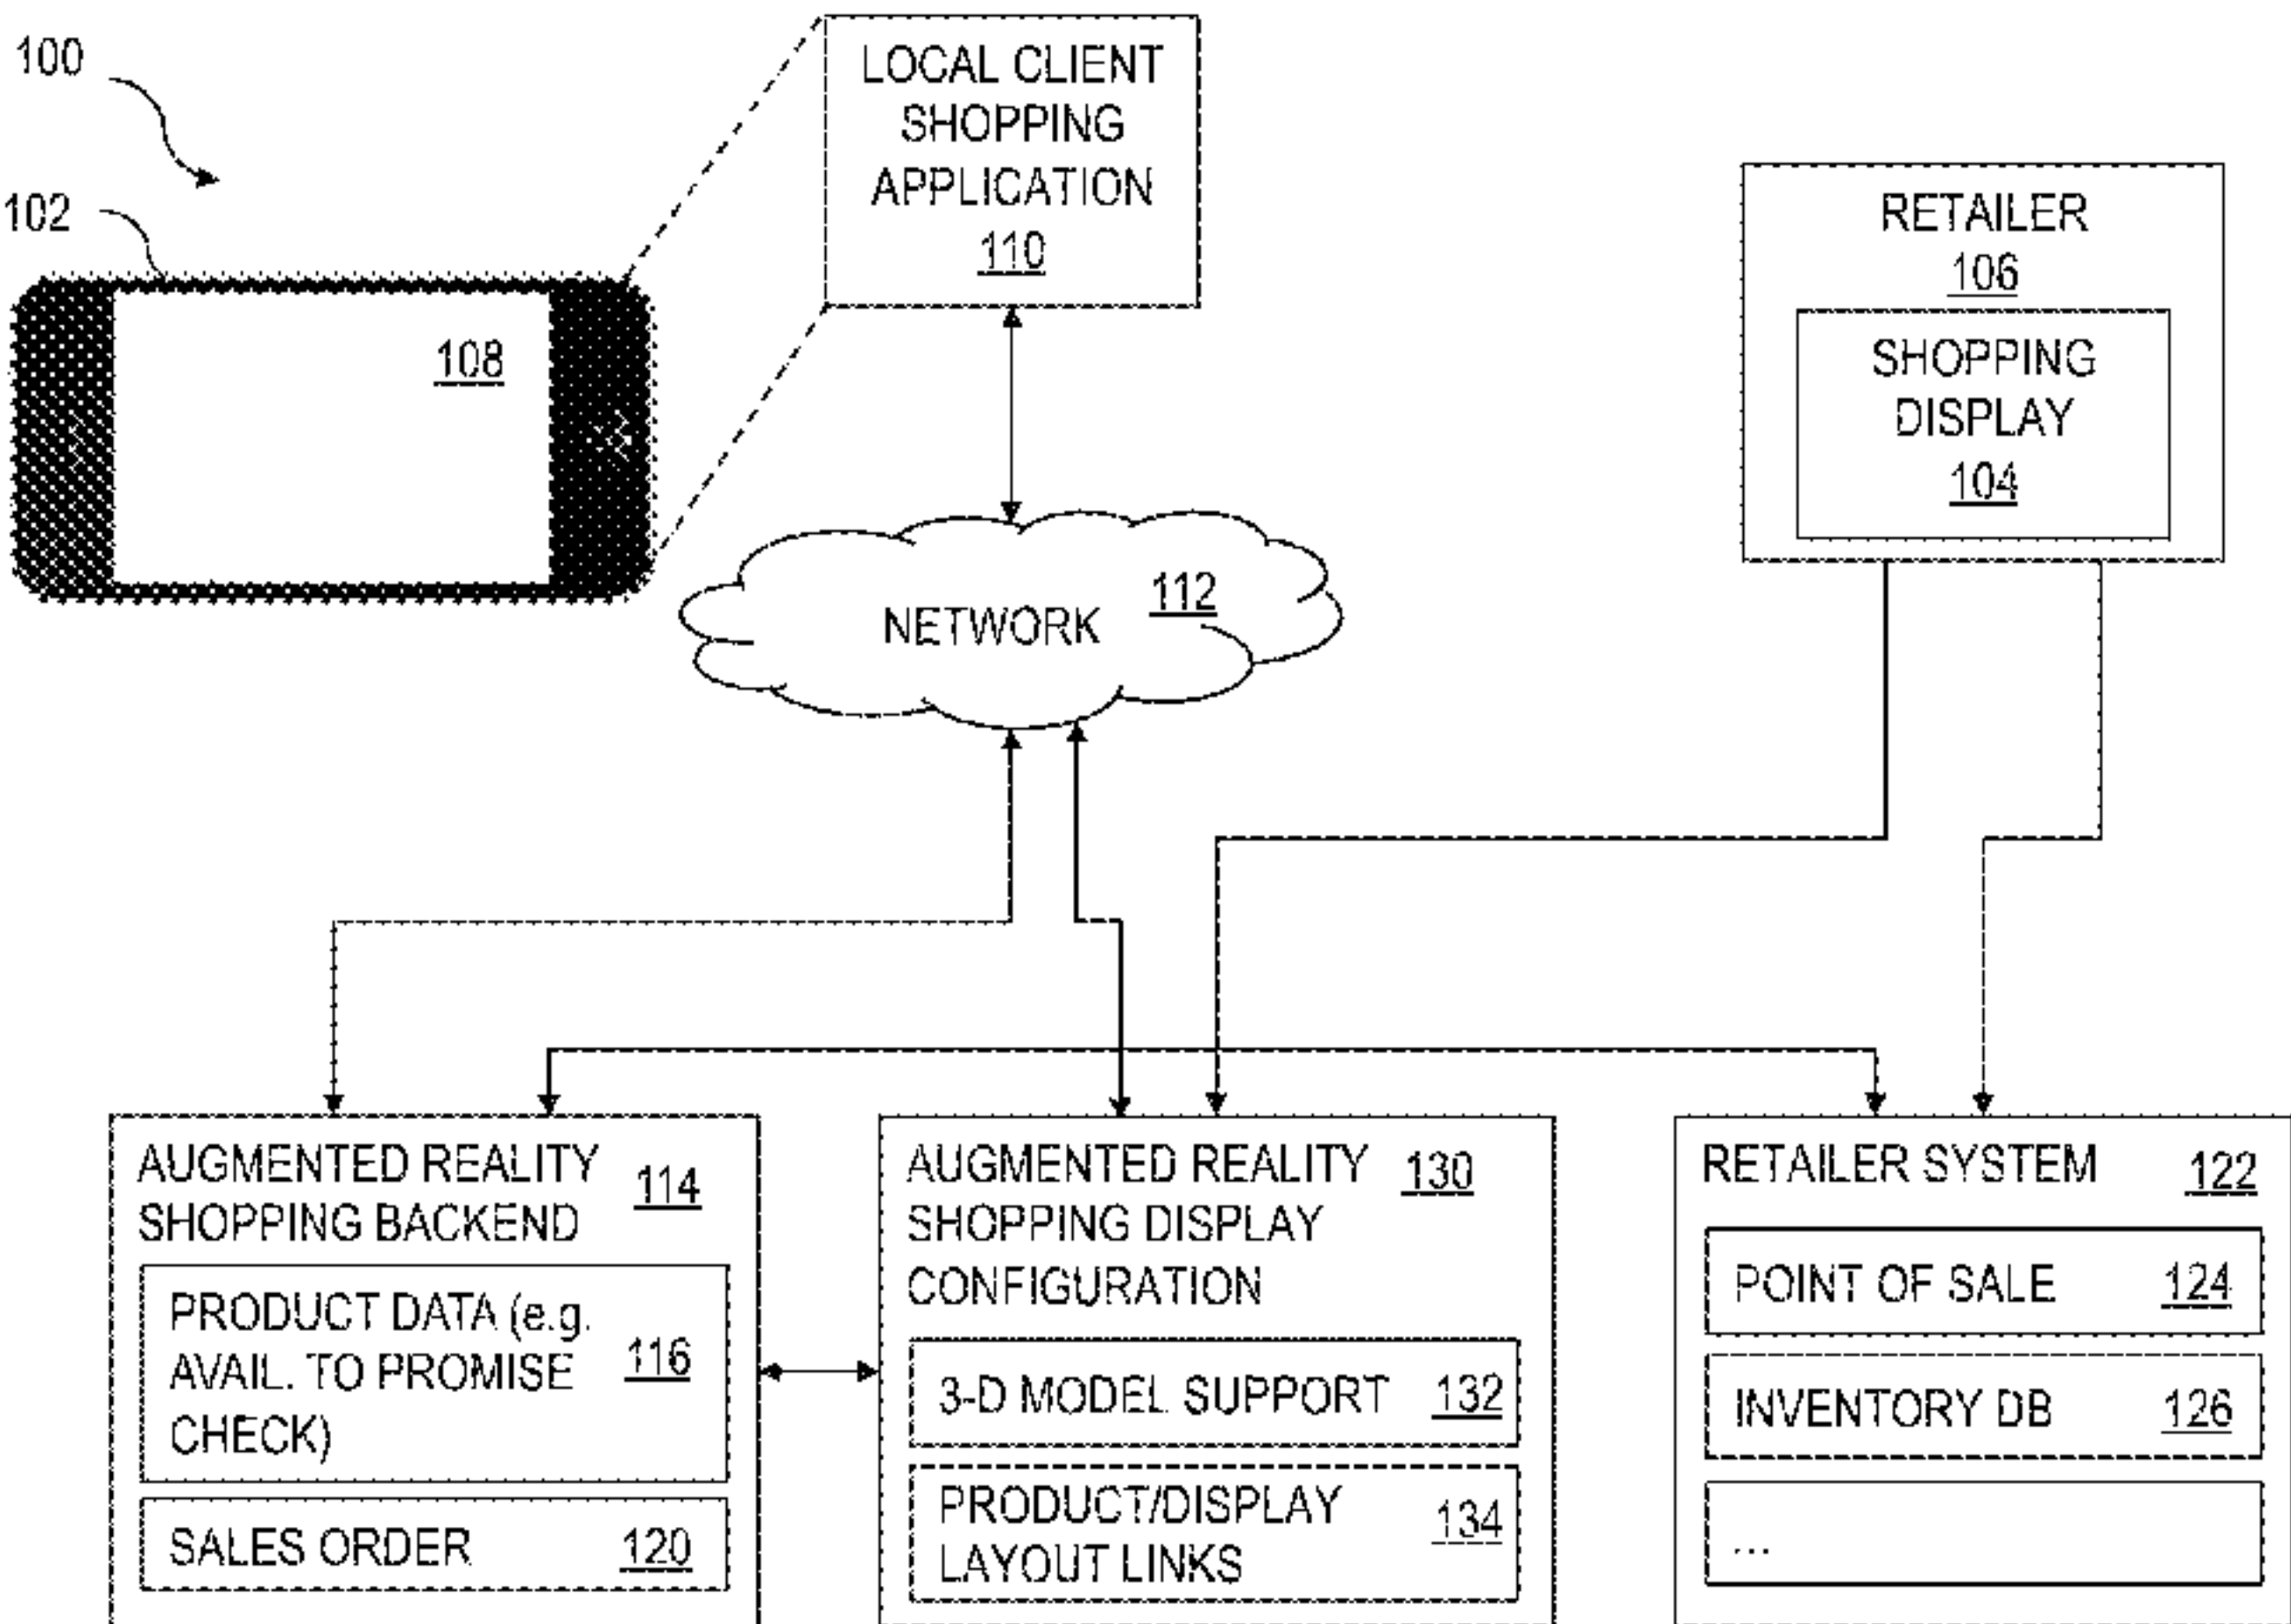 100
102
108
LOCAL CLIENT
SHOPPING
APPLICATION
110
RETAILER
106
SHOPPING
DISPLAY
104
NETWORK 112
AUGMENTED REALITY
SHOPPING BACKEND
114
PRODUCT DATA (e.g.
AVAIL. TO PROMISE
CHECK)
116
SALES ORDER 120
AUGMENTED REALITY
SHOPPING DISPLAY
CONFIGURATION
130
3-D MODEL SUPPORT 132
PRODUCT/DISPLAY
LAYOUT LINKS
134
RETAILER SYSTEM 122
POINT OF SALE 124
INVENTORY DB 126
...